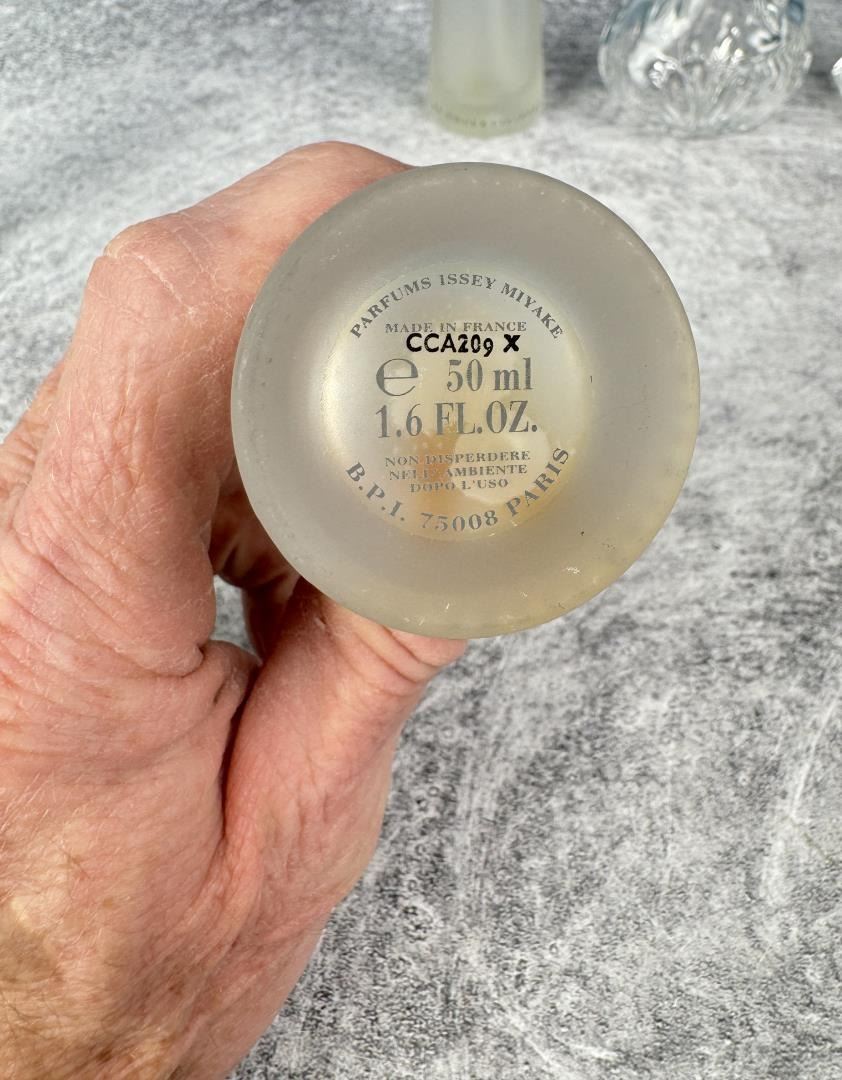 PARFUMS ISSEY MIYAKE
MADE IN FRANCE
CCA209 X
e 50 ml
1.6 FL.OZ.
NON DISPERDERE
NELL'AMBIENTE
DOPO L'USO
B.P.I. 75008 PARIS